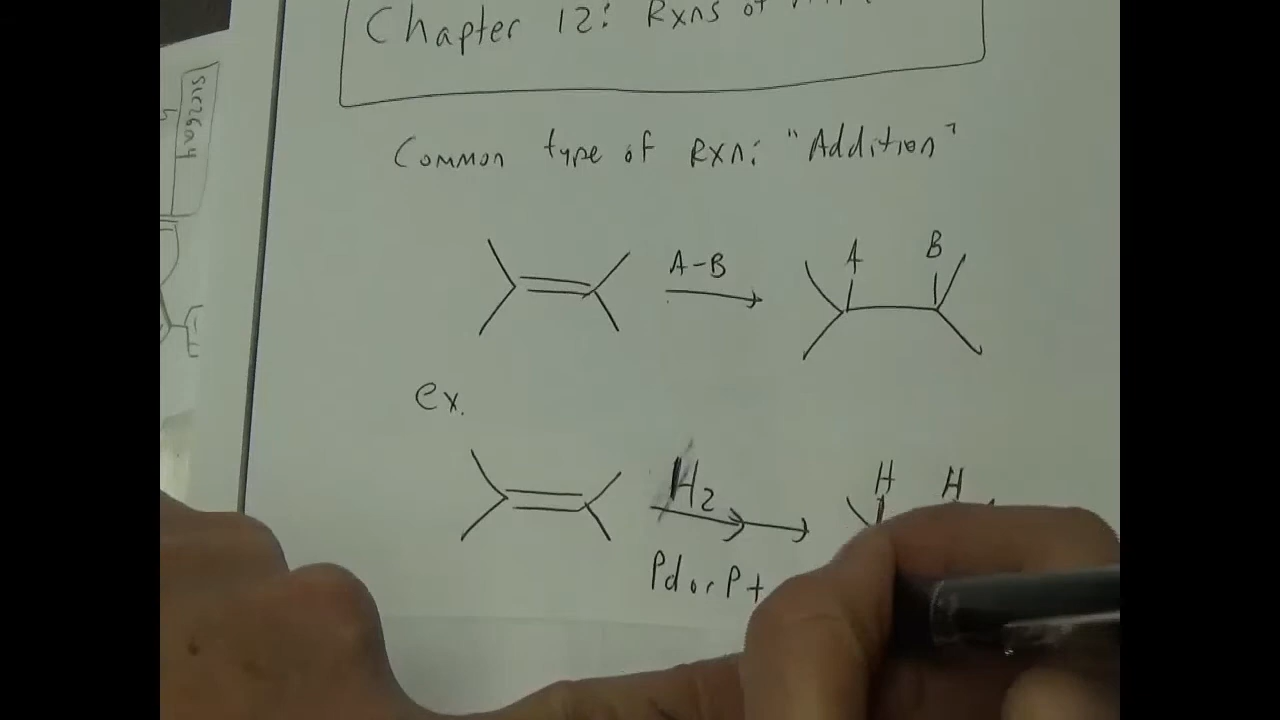 Chapter 12: Rxns of
Common type of Rxn: "Addition"
A-B
A B
ex.
H2
H H
Pd or Pt